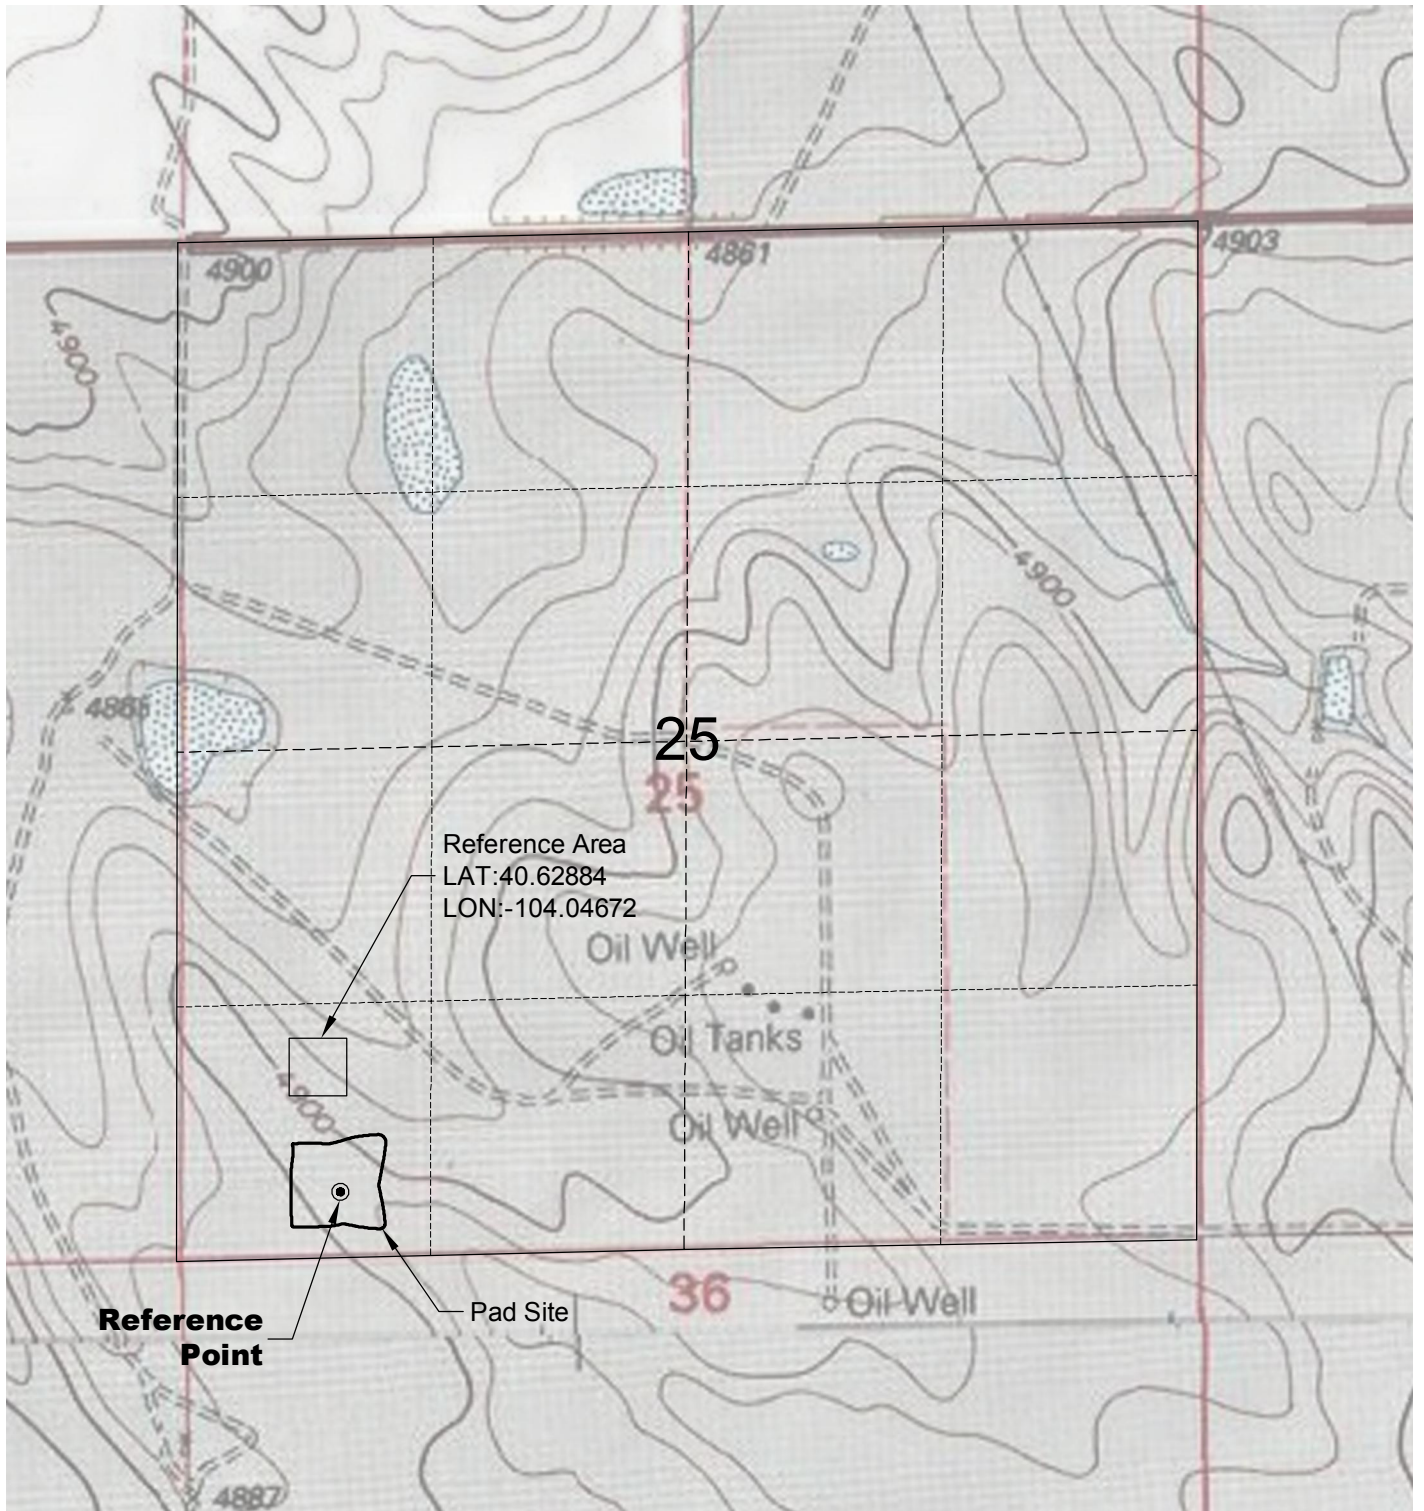 4900
4861
4903
4900
4900
4865
25
25
Reference Area
LAT:40.62884
LON:-104.04672
Oil Well
Oil Tanks
4900
Oil Well
Reference
Point
Pad Site
36
Oil Well
4887